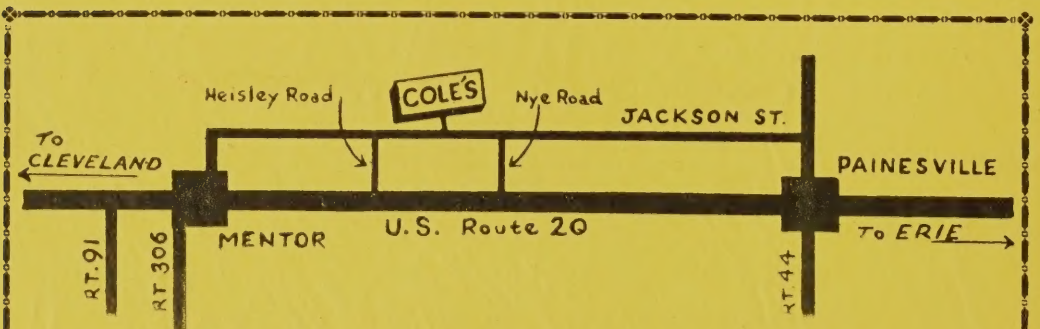 Heisley Road
COLE'S
Nye Road
JACKSON ST.
TO
CLEVELAND
PAINESVILLE
MENTOR
U.S. Route 20
TO ERIE
RT. 91
RT 306
RT. 44